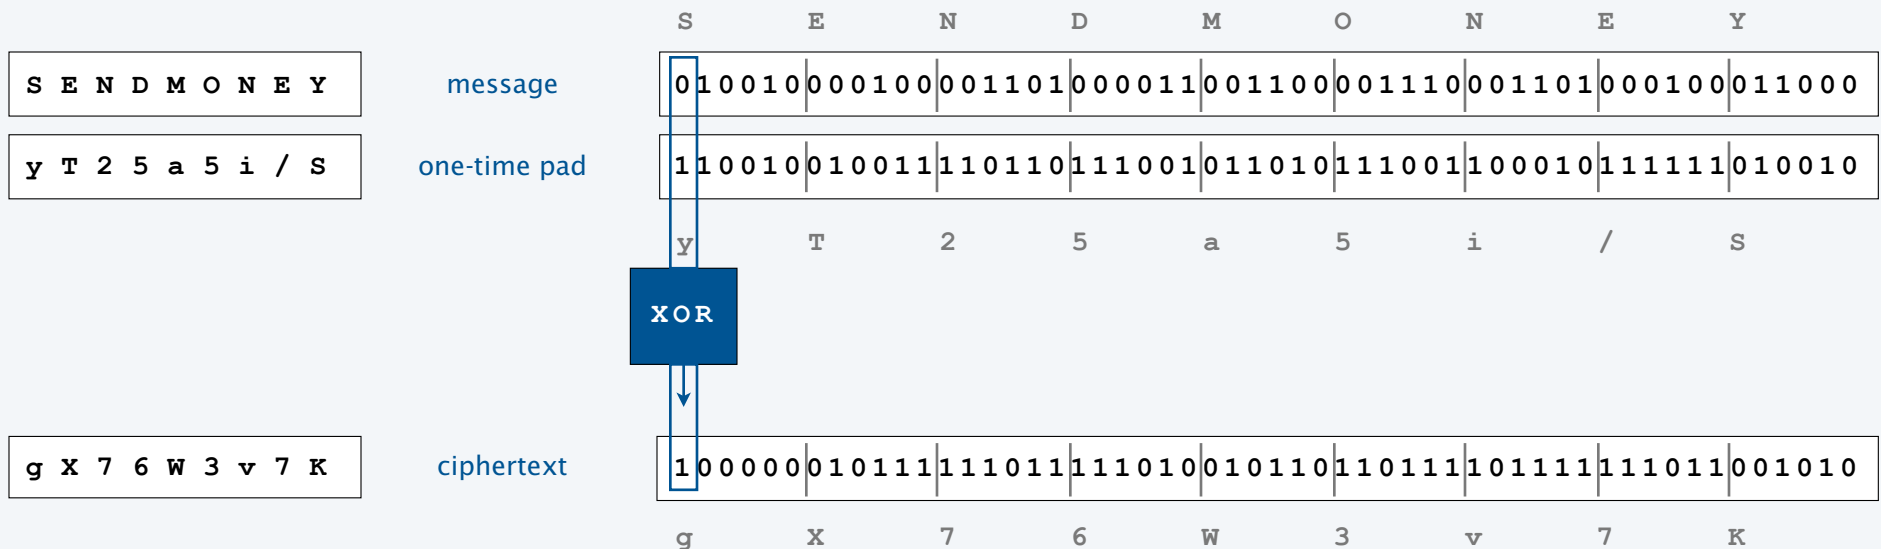 S E N D M O N E Y
S E N D M O N E Y message 010010|000100|001101|000011|001100|001110|001101|000100|011000
y T 2 5 a 5 i / S one-time pad 110010|010011|110110|111001|011010|111001|100010|111111|010010
y T 2 5 a 5 i / S
XOR
g X 7 6 W 3 v 7 K ciphertext 100000|010111|111011|111010|010110|110111|101111|111011|001010
g X 7 6 W 3 v 7 K